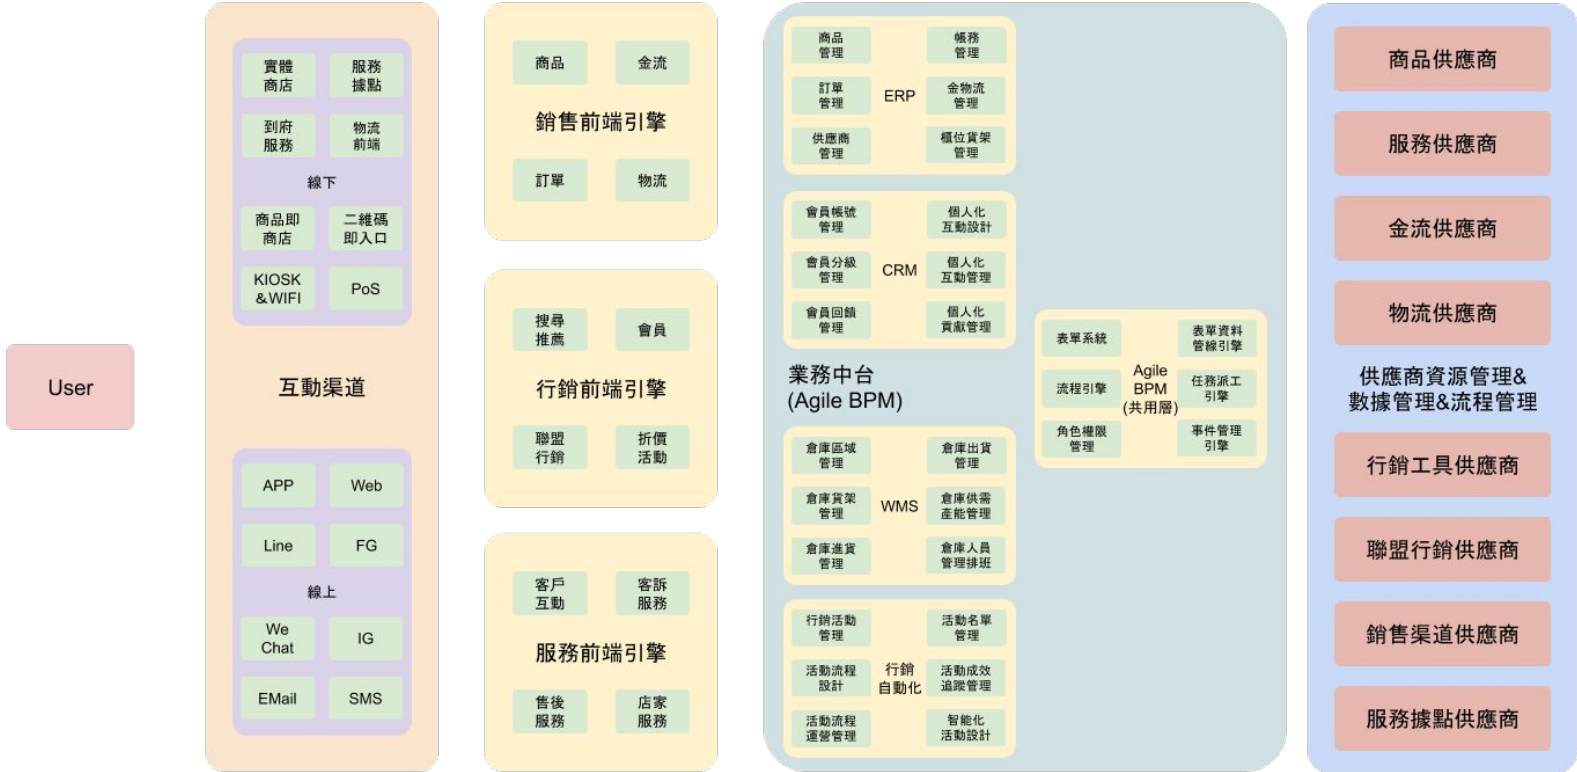 User
實體
商店
服務
據點
到府
服務
物流
前端
線下
商品即
商店
二維碼
即入口
KIOSK
&WIFI
PoS
互動渠道
APP
Web
Line
FG
線上
We
Chat
IG
EMail
SMS
商品
金流
銷售前端引擎
訂單
物流
搜尋
推薦
會員
行銷前端引擎
聯盟
行銷
折價
活動
客戶
互動
客訴
服務
服務前端引擎
售後
服務
店家
服務
商品
管理
帳務
管理
訂單
管理
ERP
金物流
管理
供應商
管理
櫃位貨架
管理
會員帳號
管理
個人化
互動設計
會員分級
管理
CRM
個人化
互動管理
會員回饋
管理
個人化
貢獻管理
業務中台
(Agile BPM)
倉庫區域
管理
倉庫出貨
管理
倉庫貨架
管理
WMS
倉庫供需
產能管理
倉庫進貨
管理
倉庫人員
管理排班
行銷活動
管理
活動名單
管理
活動流程
設計
行銷
自動化
活動成效
追蹤管理
活動流程
運營管理
智能化
活動設計
表單系統
表單資料
管線引擎
流程引擎
Agile
BPM
(共用層)
任務派工
引擎
角色權限
管理
事件管理
引擎
商品供應商
服務供應商
金流供應商
物流供應商
供應商資源管理&
數據管理&流程管理
行銷工具供應商
聯盟行銷供應商
銷售渠道供應商
服務據點供應商